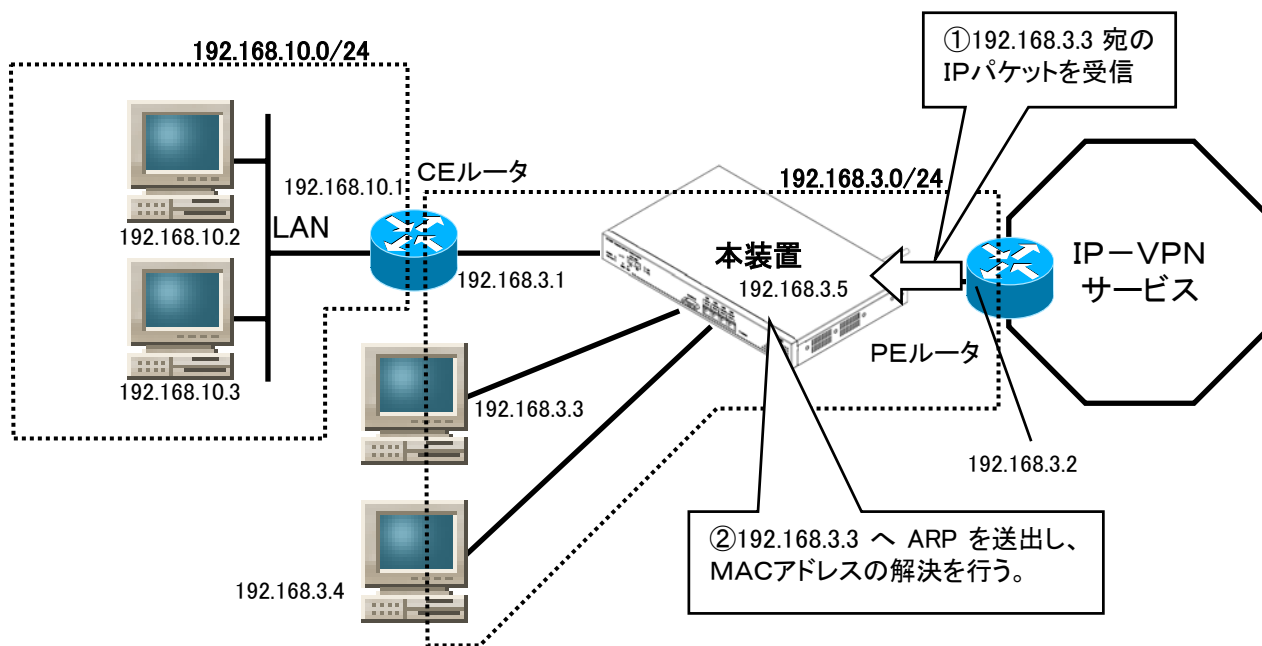 192.168.10.0/24
①192.168.3.3 宛の
IPパケットを受信
192.168.10.1
CEルータ
192.168.3.0/24
192.168.10.2
LAN
192.168.3.1
本装置
192.168.3.5
IP-VPN
サービス
PEルータ
192.168.10.3
192.168.3.3
192.168.3.2
②192.168.3.3 へ ARP を送出し、
MACアドレスの解決を行う。
192.168.3.4